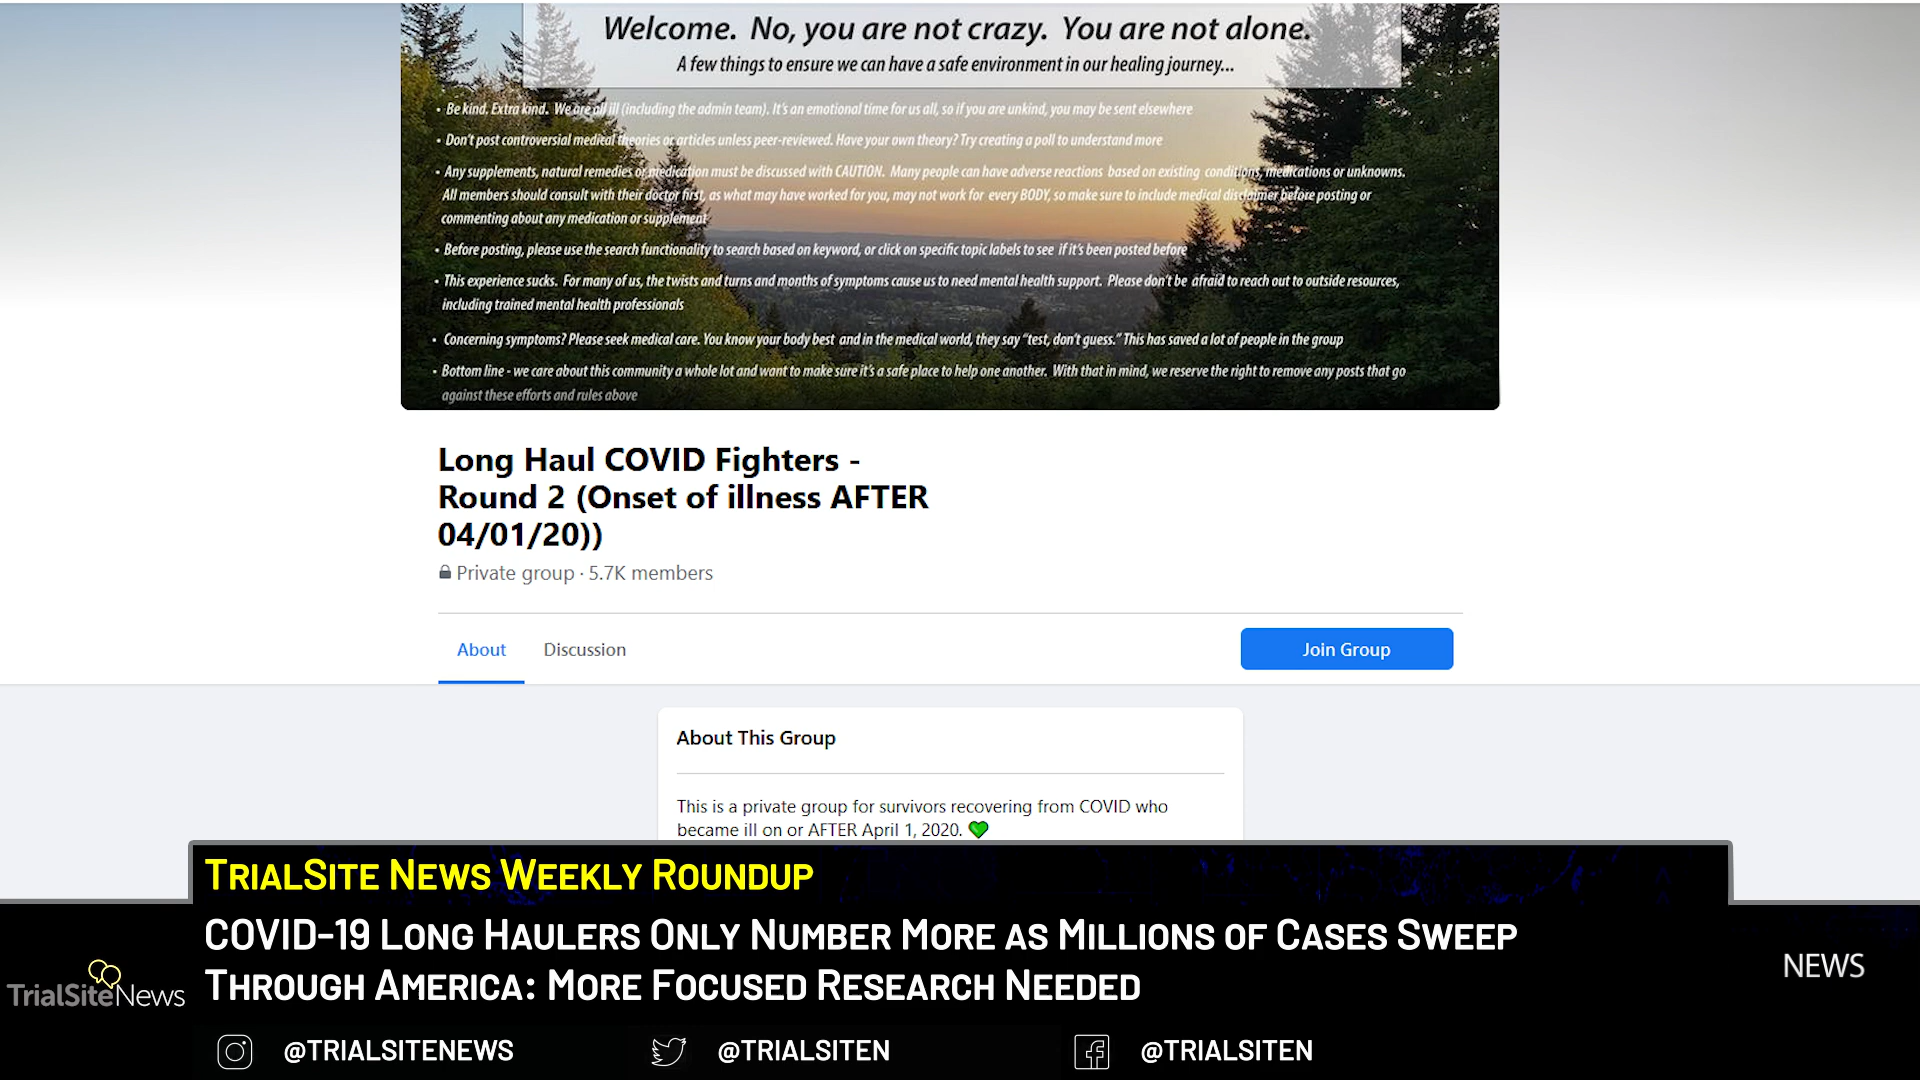 Welcome. No, you are not crazy. You are not alone.
A few things to ensure we can have a safe environment in our healing journey...
• Be kind. Extra kind. We are all ill (including the admin team). It's an emotional time for us all, so if you are unkind, you may be sent elsewhere
• Don't post controversial medical theories or articles unless peer-reviewed. Have your own theory? Try creating a poll to understand more
• Any supplements, natural remedies or medication must be discussed with CAUTION. Many people can have adverse reactions based on existing conditions, medications or unknowns.
All members should consult with their doctor first, as what may have worked for you, may not work for every BODY, so make sure to include medical disclaimer before posting or
commenting about any medication or supplement
• Before posting, please use the search functionality to search based on keyword, or click on specific topic labels to see if it's been posted before
• This experience sucks. For many of us, the twists and turns and months of symptoms cause us to need mental health support. Please don't be afraid to reach out to outside resources,
including trained mental health professionals
• Concerning symptoms? Please seek medical care. You know your body best and in the medical world, they say "test, don't guess." This has saved a lot of people in the group
• Bottom line - we care about this community a whole lot and want to make sure it's a safe place to help one another. With that in mind, we reserve the right to remove any posts that go
against these efforts and rules above
Long Haul COVID Fighters -
Round 2 (Onset of illness AFTER
04/01/20))
Private group · 5.7K members
About Discussion Join Group
About This Group
This is a private group for survivors recovering from COVID who
became ill on or AFTER April 1, 2020. 💚
TrialSite News Weekly Roundup
COVID-19 Long Haulers Only Number More as Millions of Cases Sweep
Through America: More Focused Research Needed
NEWS
TrialSiteNews
@TRIALSITENEWS @TRIALSITEN @TRIALSITEN